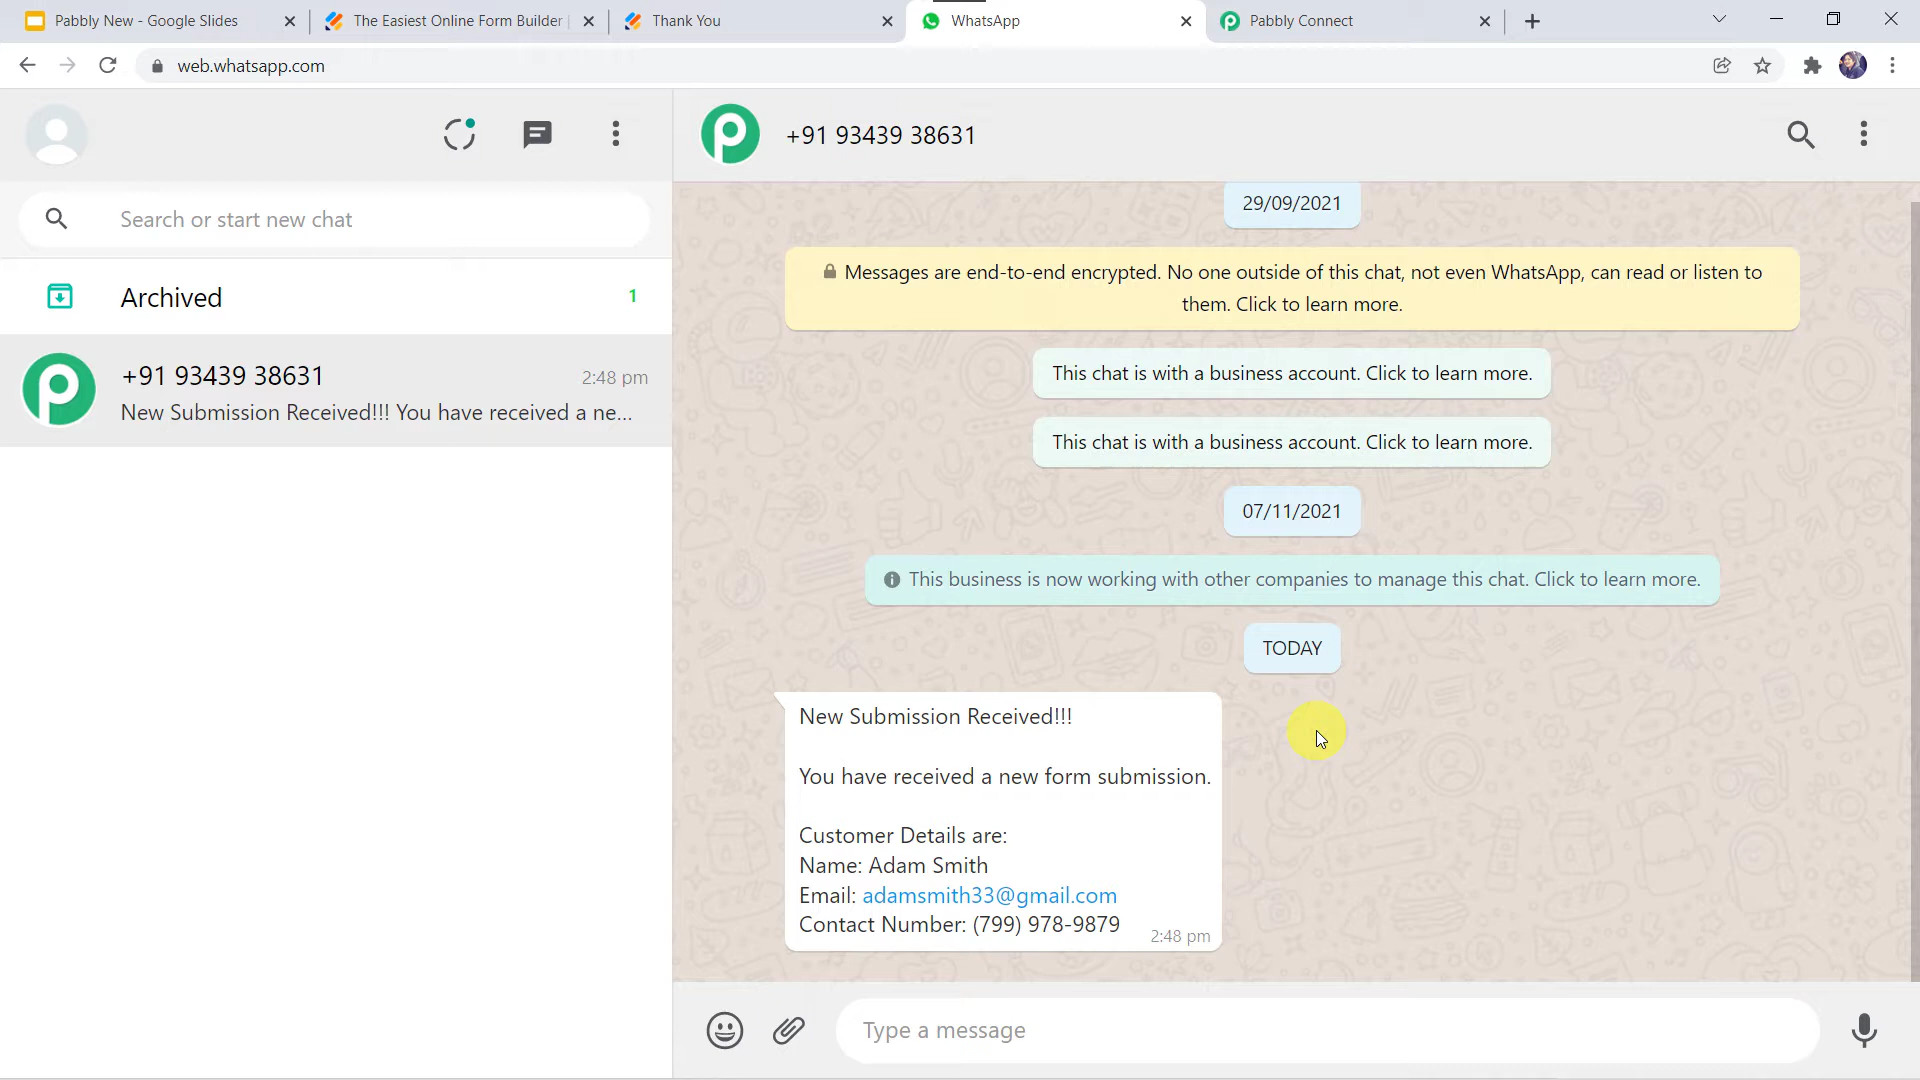 Pabbly New - Google Slides
The Easiest Online Form Builder
Thank You
WhatsApp
Pabbly Connect
web.whatsapp.com
+91 93439 38631
Search or start new chat
Archived
1
+91 93439 38631
2:48 pm
New Submission Received!!! You have received a ne...
29/09/2021
Messages are end-to-end encrypted. No one outside of this chat, not even WhatsApp, can read or listen to
them. Click to learn more.
This chat is with a business account. Click to learn more.
This chat is with a business account. Click to learn more.
07/11/2021
This business is now working with other companies to manage this chat. Click to learn more.
TODAY
New Submission Received!!!
You have received a new form submission.
Customer Details are:
Name: Adam Smith
Email: adamsmith33@gmail.com
Contact Number: (799) 978-9879
2:48 pm
Type a message